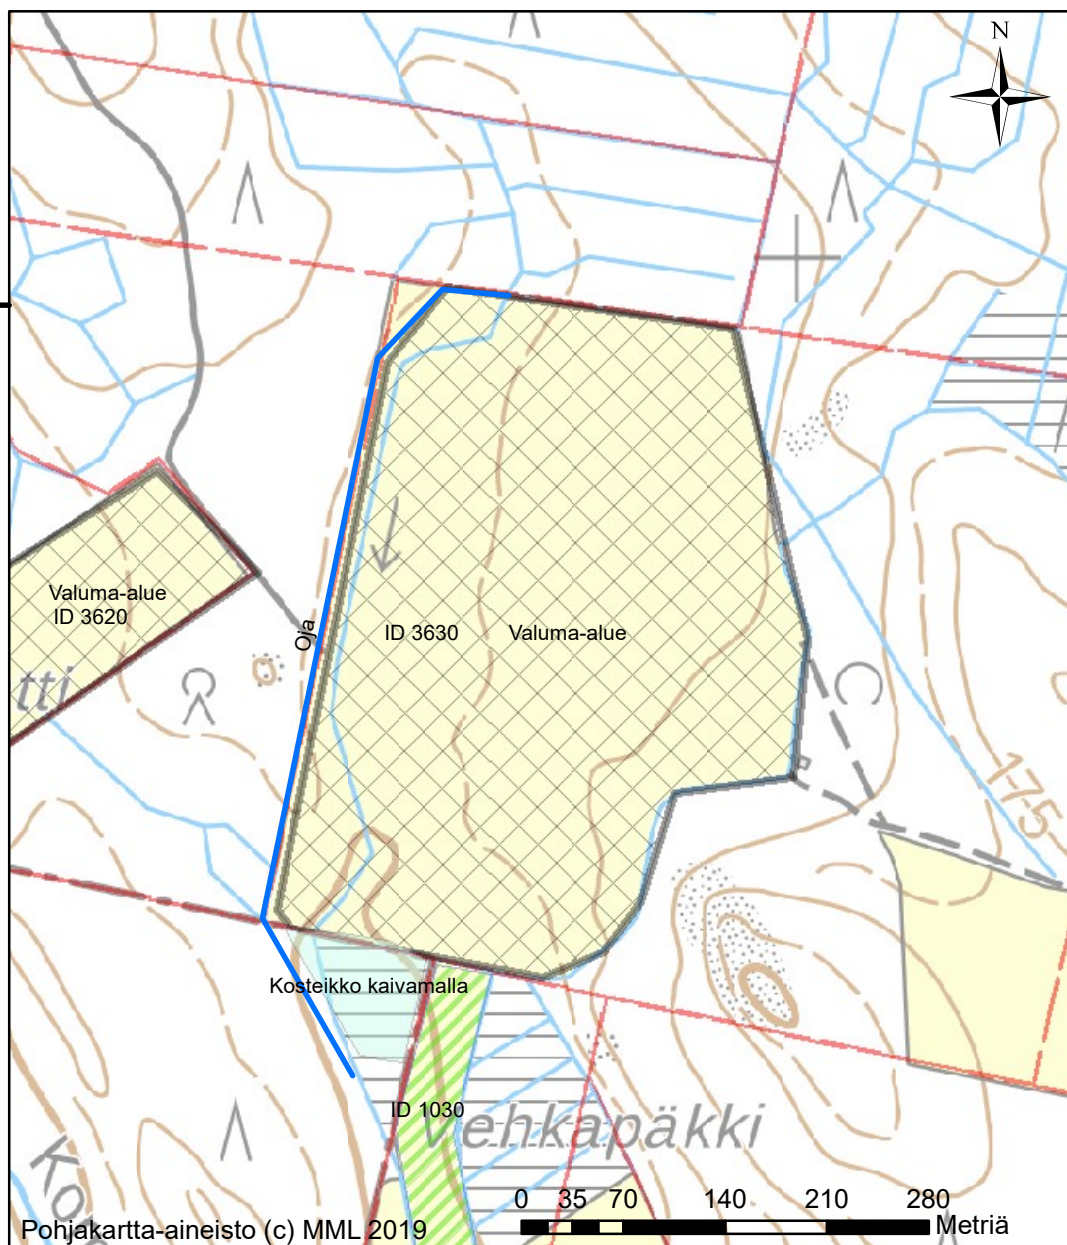 N
Valuma-alue
ID 3620
Oja
ID 3630
Valuma-alue
tti
175
Kosteikko kaivamalla
ID 1030
Vehkapäkki
0 35 70 140 210 280
Metriä
Pohjakartta-aineisto (c) MML 2019